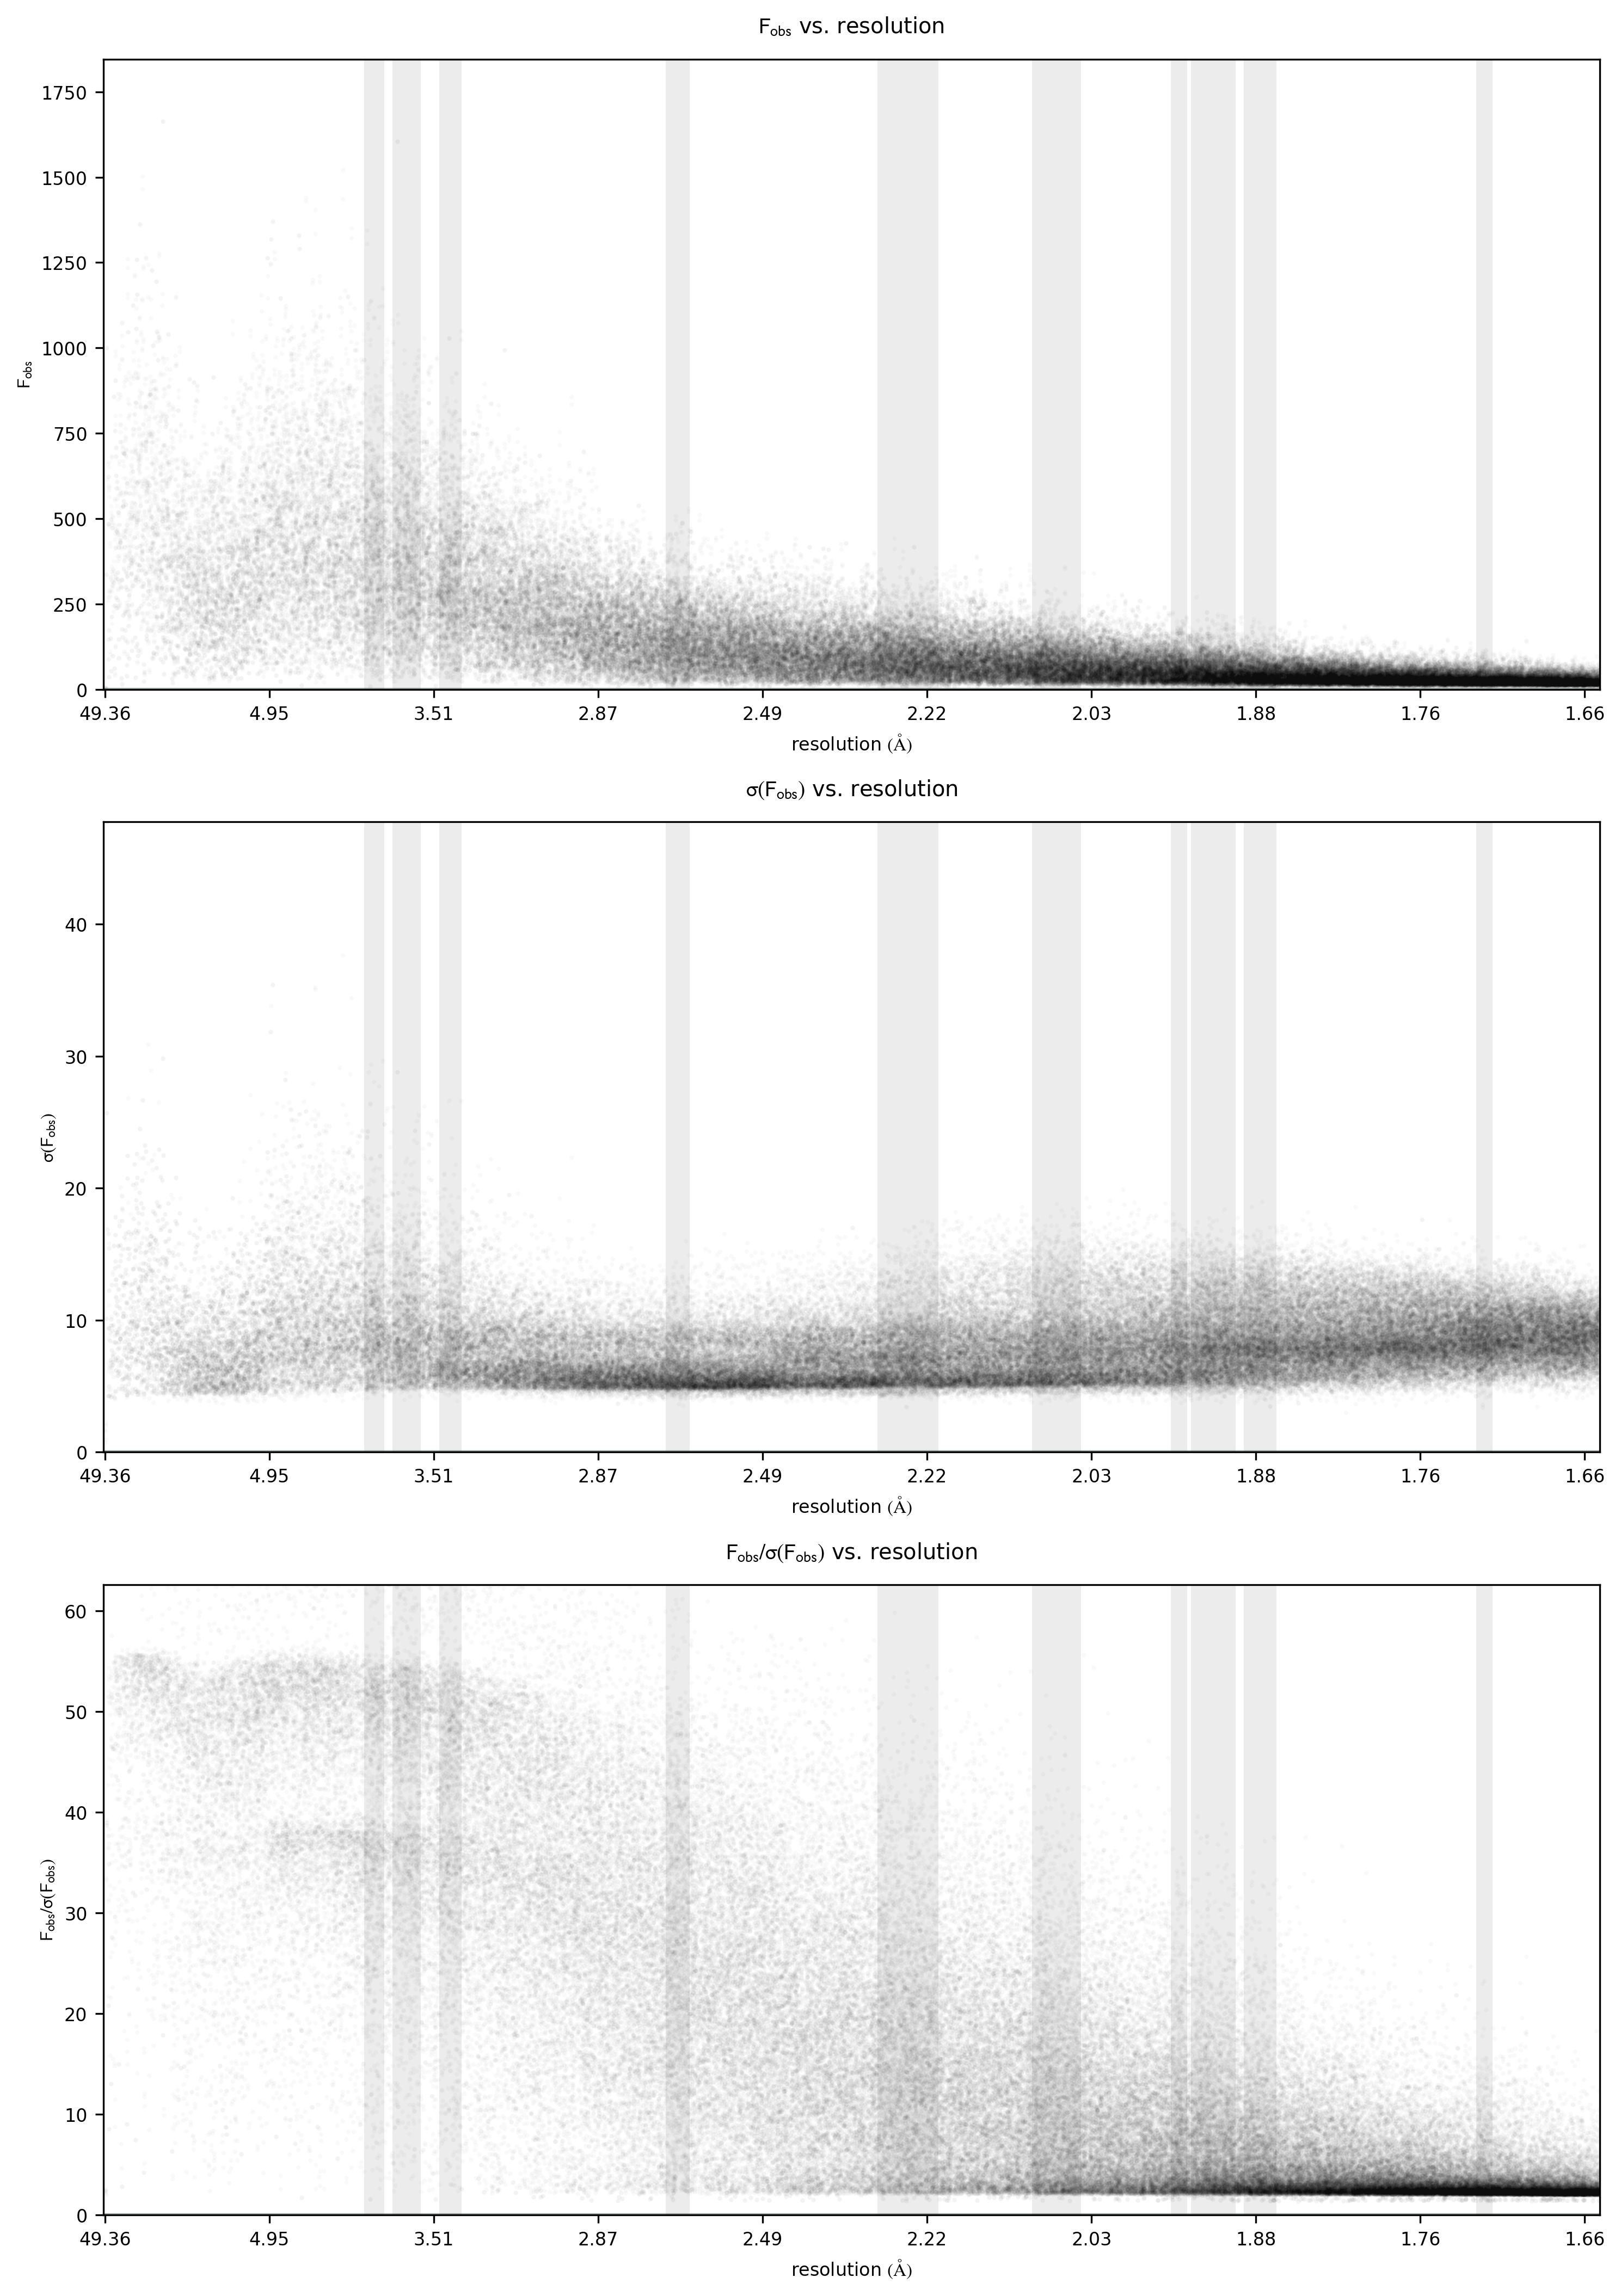 Fobs vs. resolution
1750
1500
1250
1000
750
500
250
0
Fobs
49.36 4.95 3.51 2.87 2.49 2.22 2.03 1.88 1.76 1.66
resolution (Å)
σ(Fobs) vs. resolution
40
30
20
10
0
σ(Fobs)
49.36 4.95 3.51 2.87 2.49 2.22 2.03 1.88 1.76 1.66
resolution (Å)
Fobs/σ(Fobs) vs. resolution
60
50
40
30
20
10
0
Fobs/σ(Fobs)
49.36 4.95 3.51 2.87 2.49 2.22 2.03 1.88 1.76 1.66
resolution (Å)